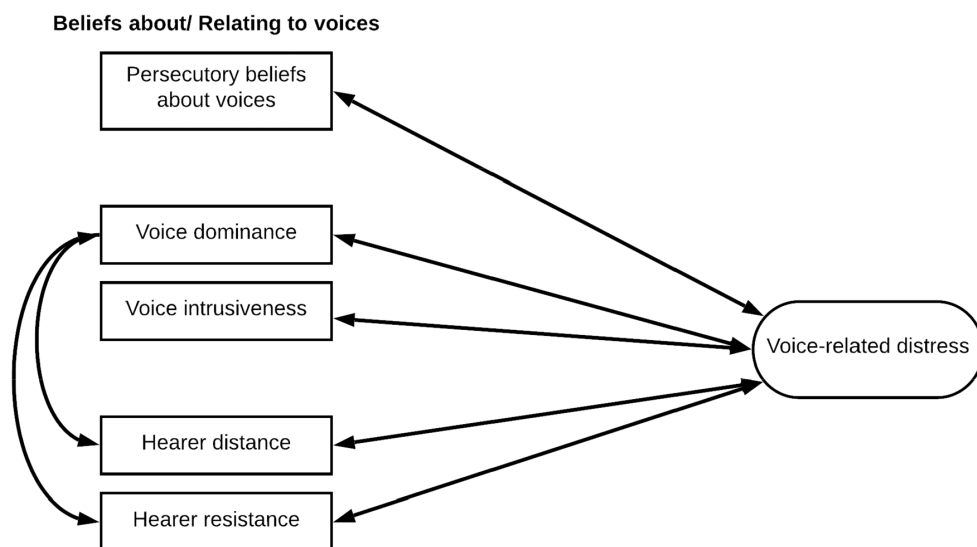 Beliefs about/ Relating to voices
Persecutory beliefs
about voices
Voice dominance
Voice intrusiveness
Voice-related distress
Hearer distance
Hearer resistance